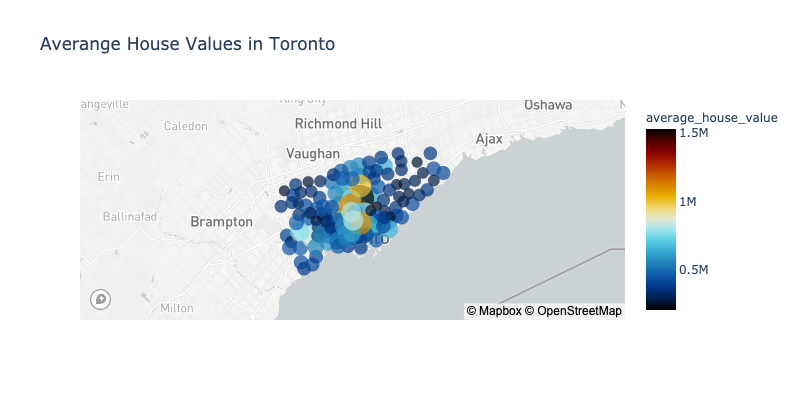 Averange House Values in Toronto
angeville
King City
Oshawa
Caledon
Richmond Hill
average_house_value
1.5M
Ajax
Vaughan
Erin
1M
Ballinafad
Brampton
O
0.5M
Milton
© Mapbox © OpenStreetMap